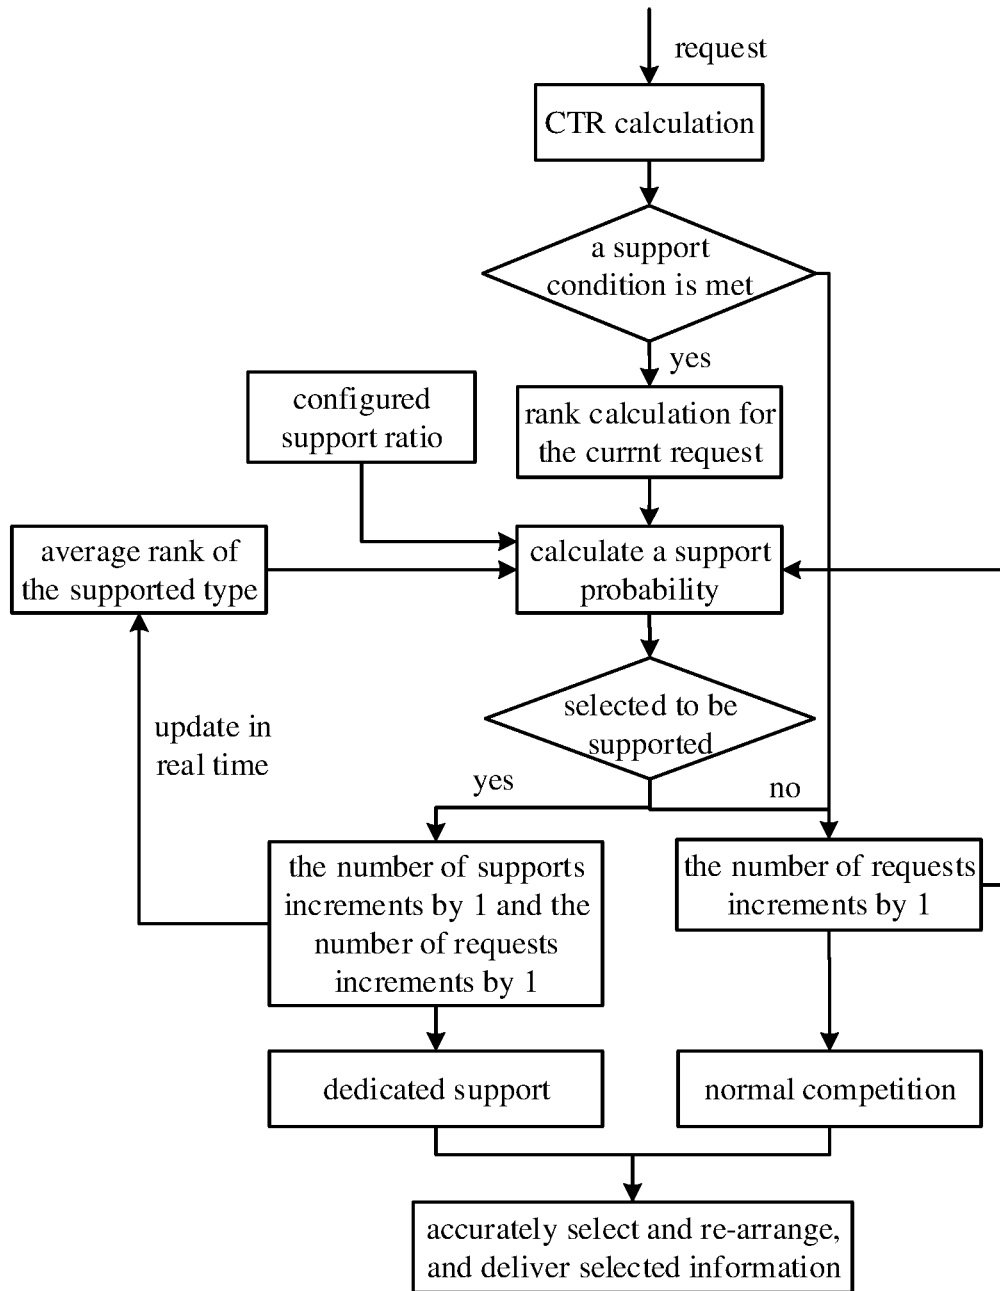 request
CTR calculation
a support
condition is met
yes
configured
support ratio
rank calculation for
the currnt request
average rank of
the supported type
calculate a support
probability
selected to be
supported
update in
real time
yes
no
the number of supports
increments by 1 and the
number of requests
increments by 1
the number of requests
increments by 1
dedicated support
normal competition
accurately select and re-arrange,
and deliver selected information